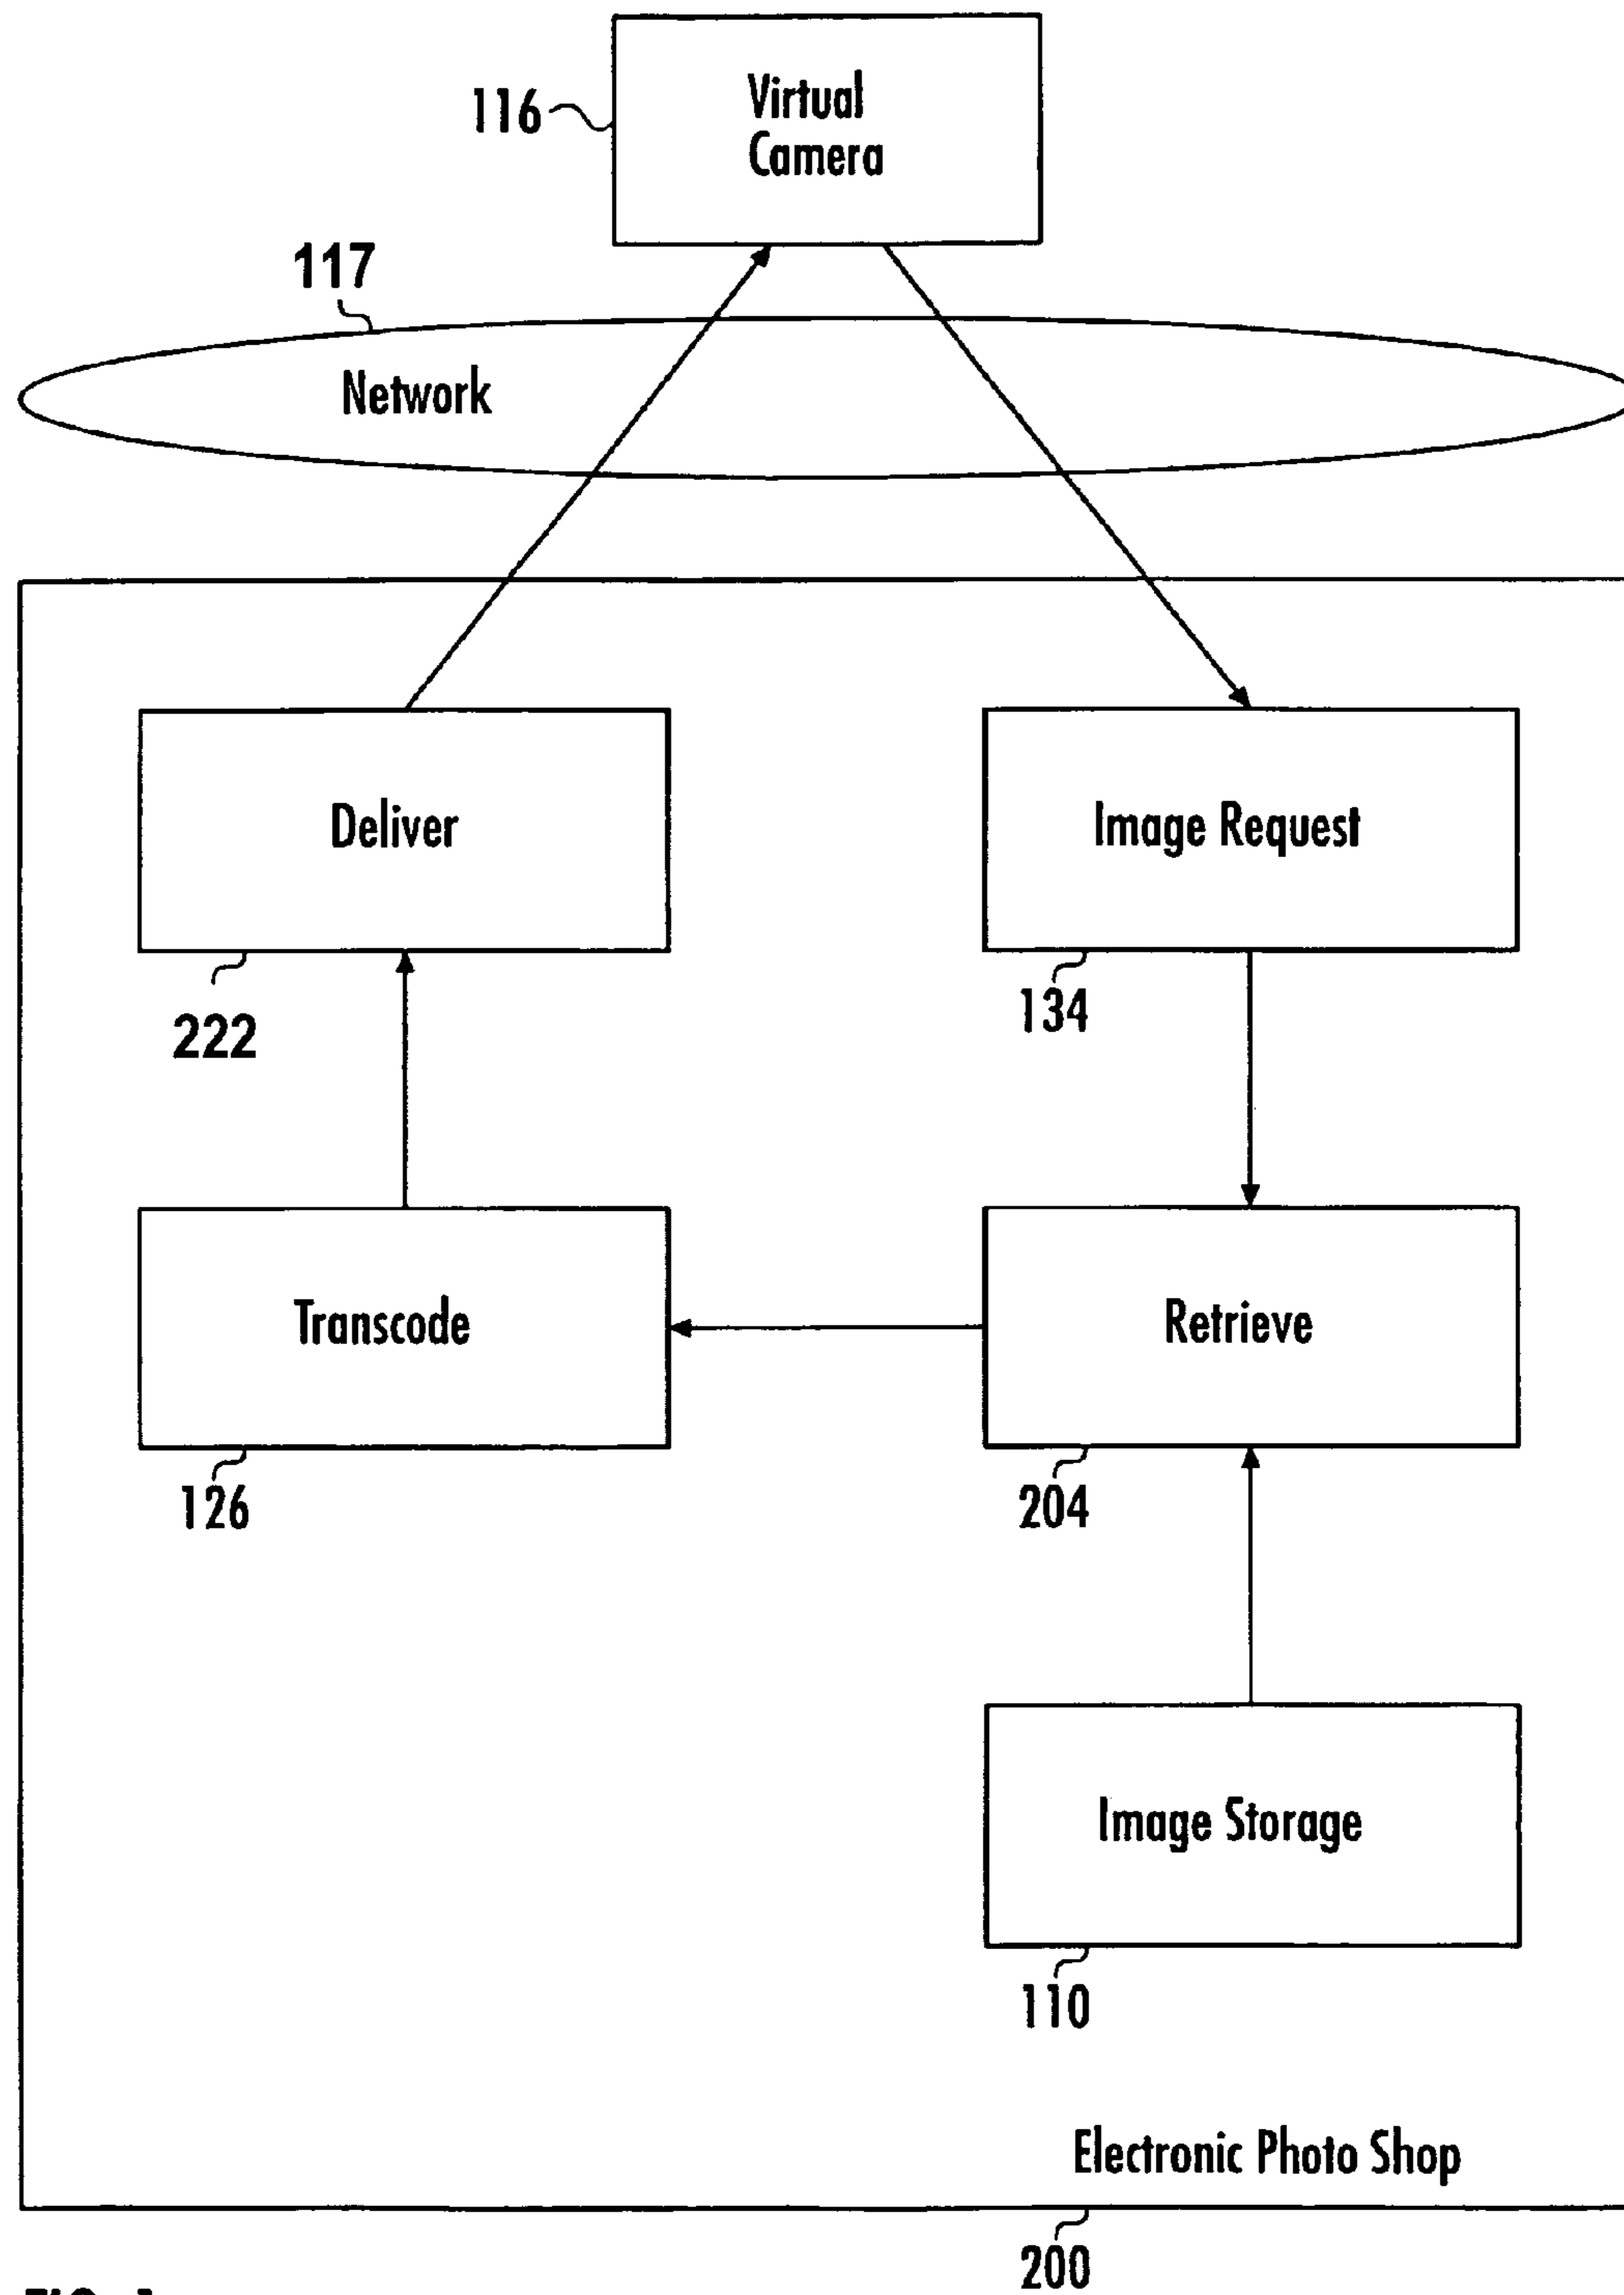 Virtual
Camera
116
117
Network
Deliver
Image Request
222
134
Transcode
Retrieve
126
204
Image Storage
110
Electronic Photo Shop
200